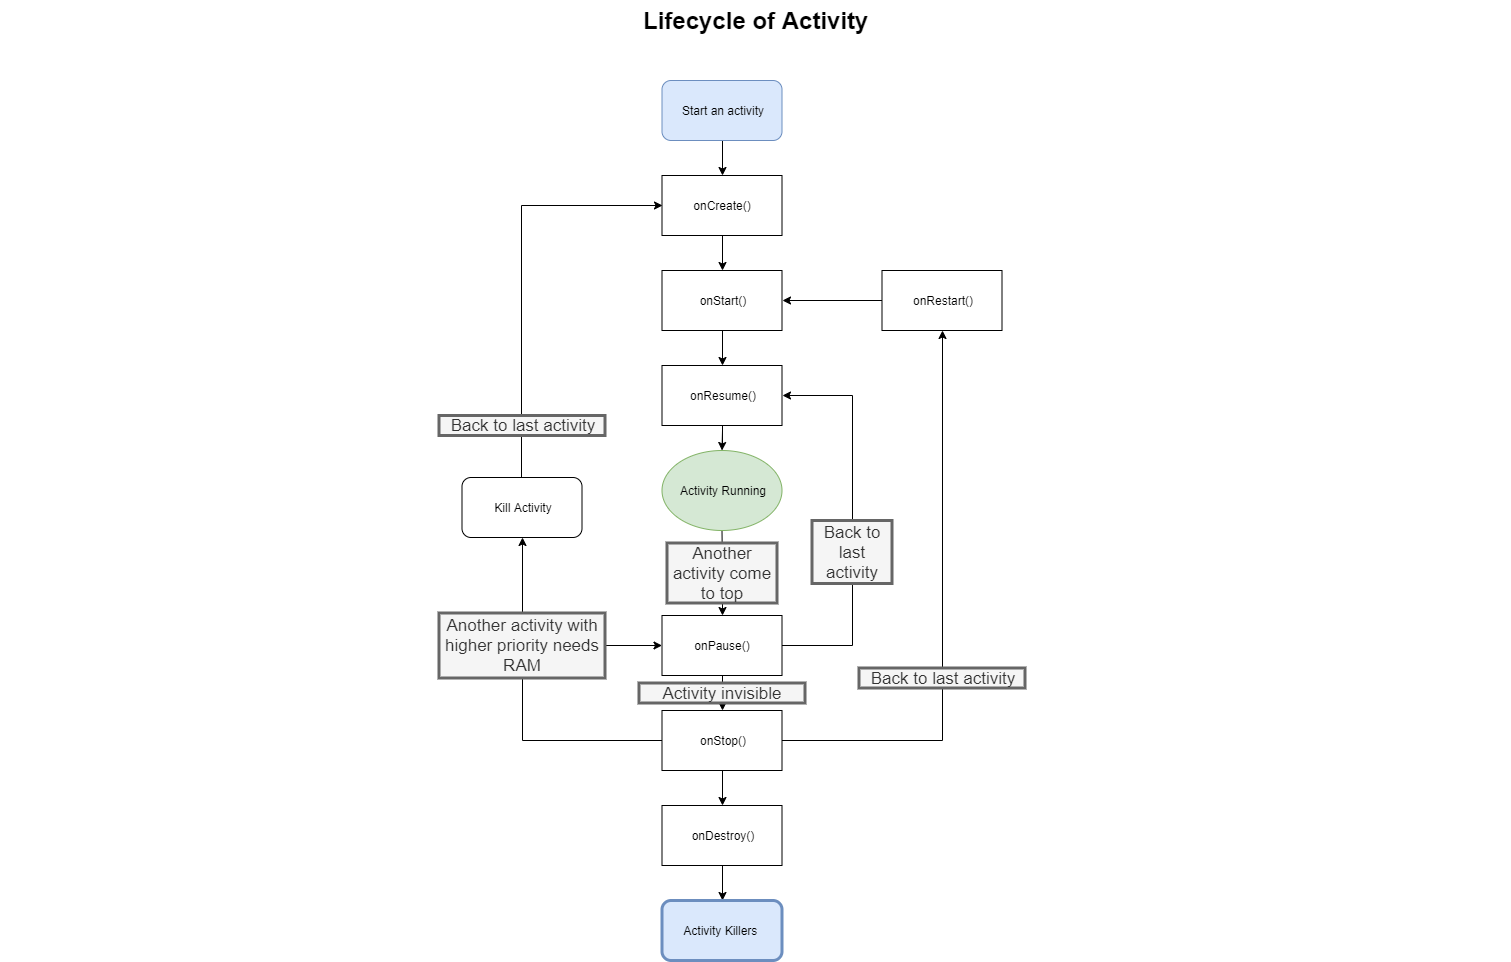 Lifecycle of Activity
Start an activity
onCreate()
onStart()
onRestart()
onResume()
Back to last activity
Activity Running
Kill Activity
Back to
last
activity
Another
activity come
to top
Another activity with
higher priority needs
RAM
onPause()
Back to last activity
Activity invisible
onStop()
onDestroy()
Activity Killers